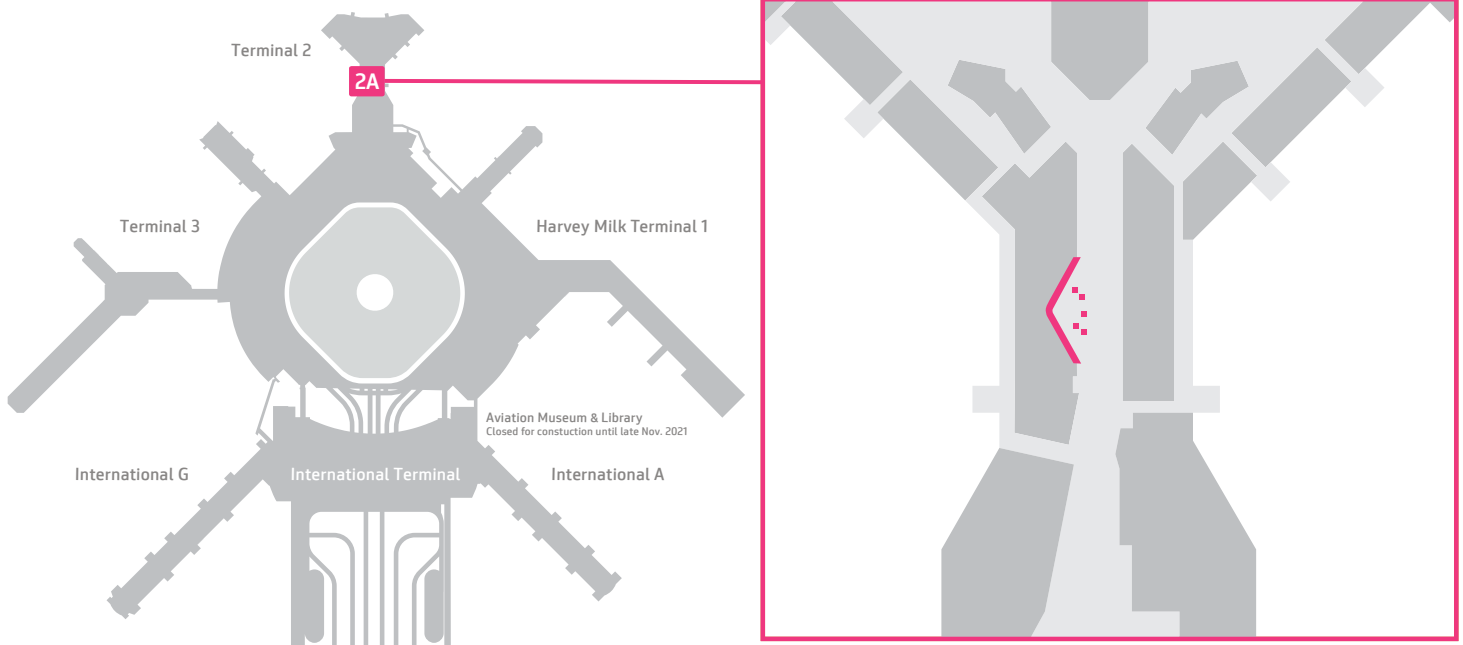 Terminal 2
2A
Terminal 3
Harvey Milk Terminal 1
Aviation Museum & Library
Closed for constuction until late Nov. 2021
International G
International Terminal
International A